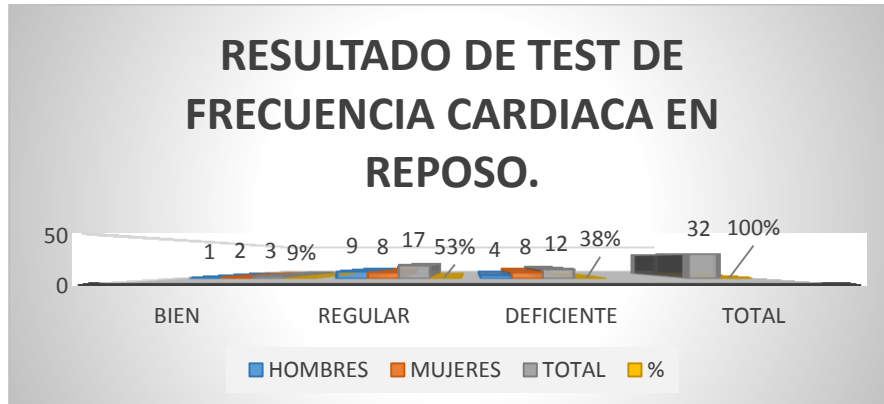 RESULTADO DE TEST DE
FRECUENCIA CARDIACA EN
REPOSO.
50
0
1 2 3 9% 9 8 17 53% 4 8 12 38% 32 100%
BIEN REGULAR DEFICIENTE TOTAL
HOMBRES MUJERES TOTAL %